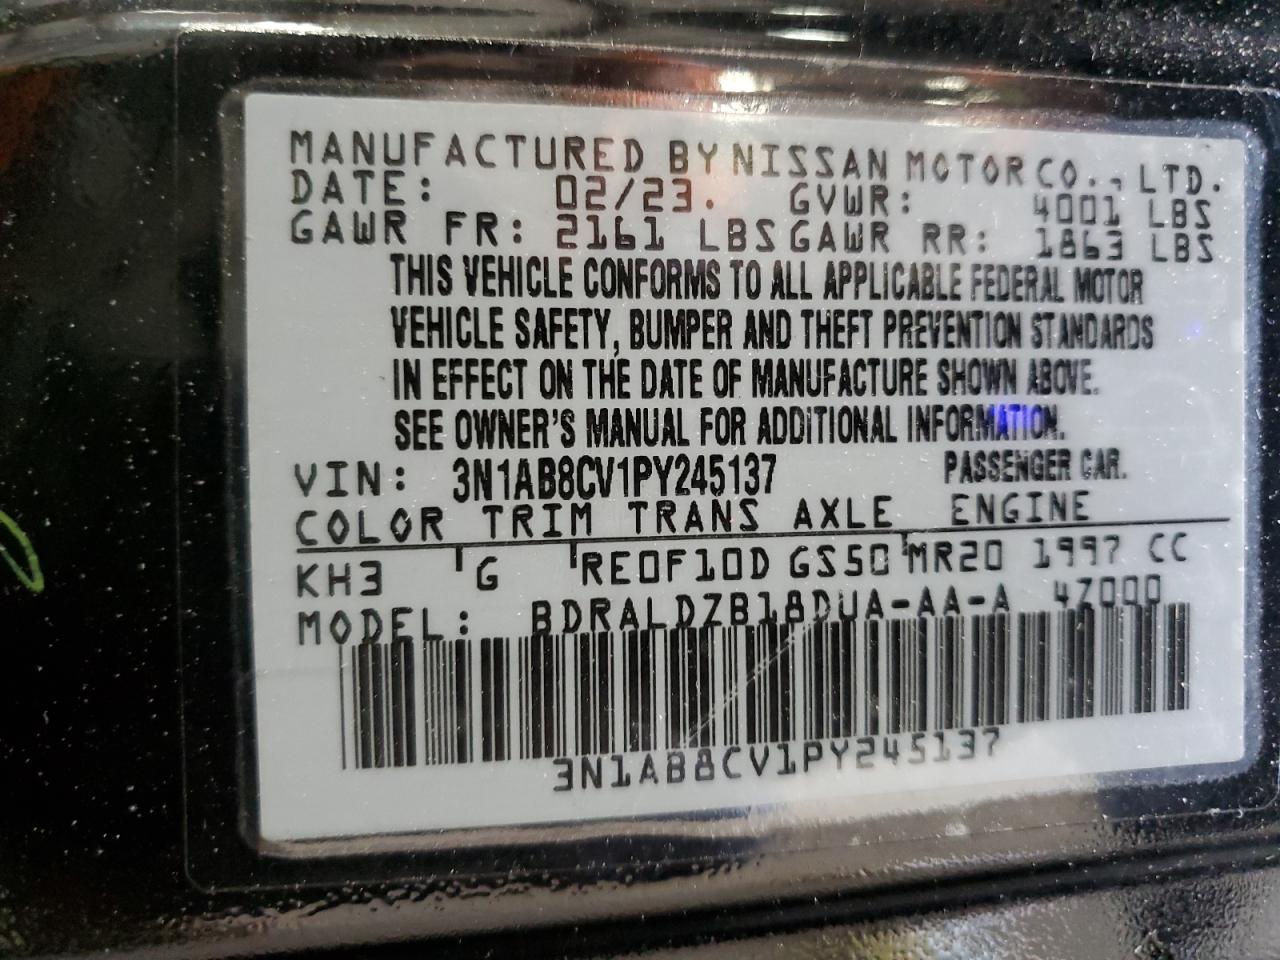 MANUFACTURED BY NISSAN MOTOR CO., LTD.
DATE: 02/23. GVWR: 4001 LBS
GAWR FR: 2161 LBS GAWR RR: 1863 LBS
THIS VEHICLE CONFORMS TO ALL APPLICABLE FEDERAL MOTOR
VEHICLE SAFETY, BUMPER AND THEFT PREVENTION STANDARDS
IN EFFECT ON THE DATE OF MANUFACTURE SHOWN ABOVE.
SEE OWNER'S MANUAL FOR ADDITIONAL INFORMATION.
VIN: 3N1AB8CV1PY245137 PASSENGER CAR.
COLOR TRIM TRANS AXLE ENGINE
KH3 G RE0F10D GS50 MR20 1997 CC
MODEL: BDRALDZB18DUA-AA-A 4Z000
3N1AB8CV1PY245137